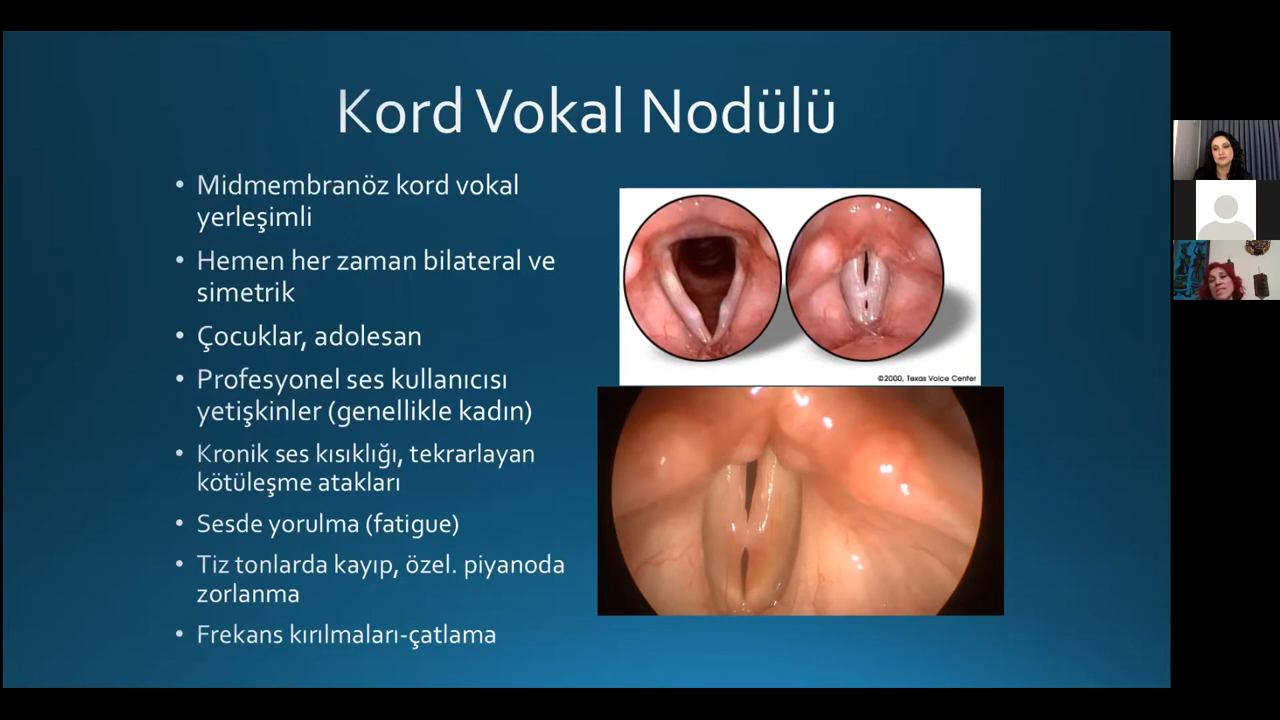 Kord Vokal Nodülü
• Midmembranöz kord vokal
yerleşimli
• Hemen her zaman bilateral ve
simetrik
• Çocuklar, adolesan
• Profesyonel ses kullanıcısı
yetişkinler (genellikle kadın)
• Kronik ses kısıklığı, tekrarlayan
kötüleşme atakları
• Sesde yorulma (fatigue)
• Tiz tonlarda kayıp, özel. piyanoda
zorlanma
• Frekans kırılmaları-çatlama
©2000, Texas Voice Center